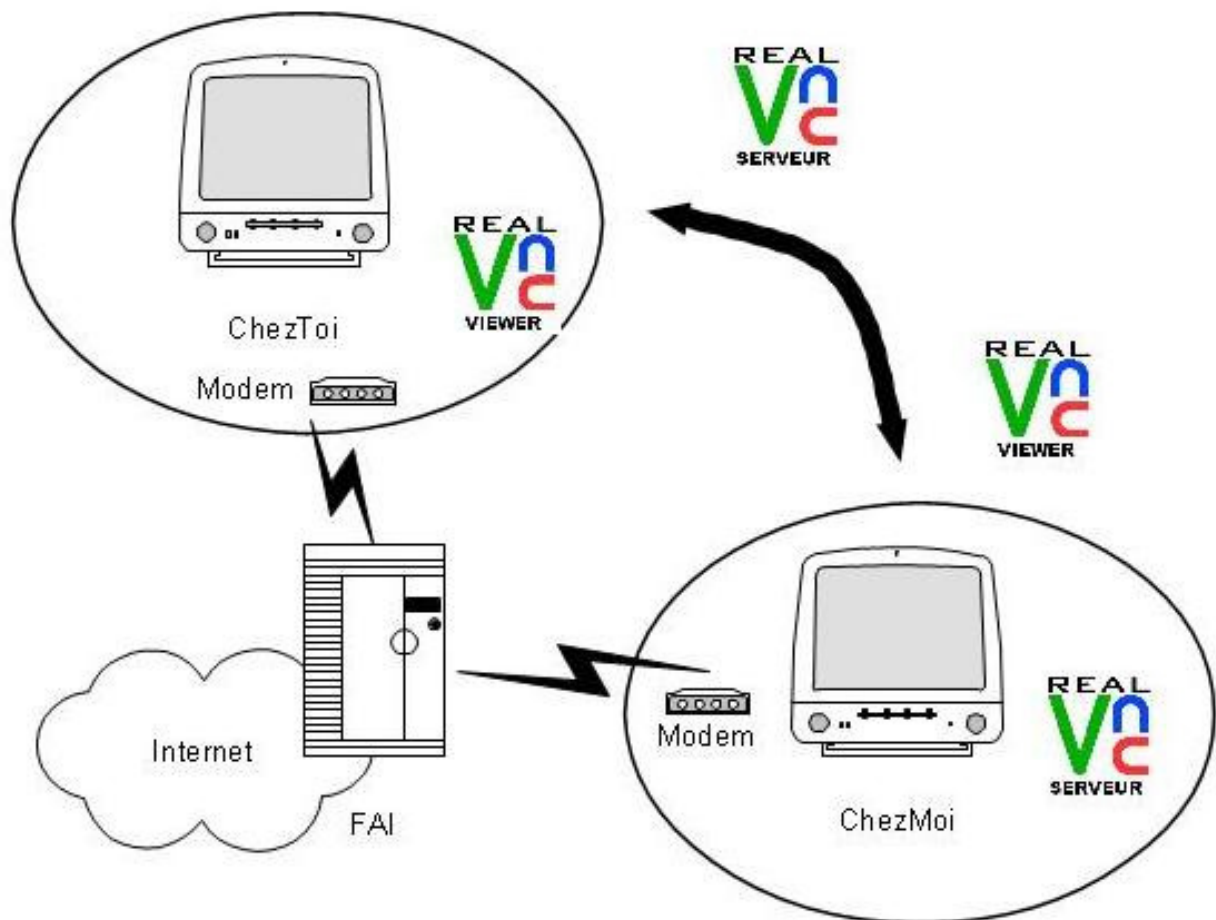 REAL
Vnc
SERVEUR
REAL
Vnc
VIEWER
ChezToi
Modem
REAL
Vnc
VIEWER
Internet
FAI
Modem
REAL
Vnc
SERVEUR
ChezMoi